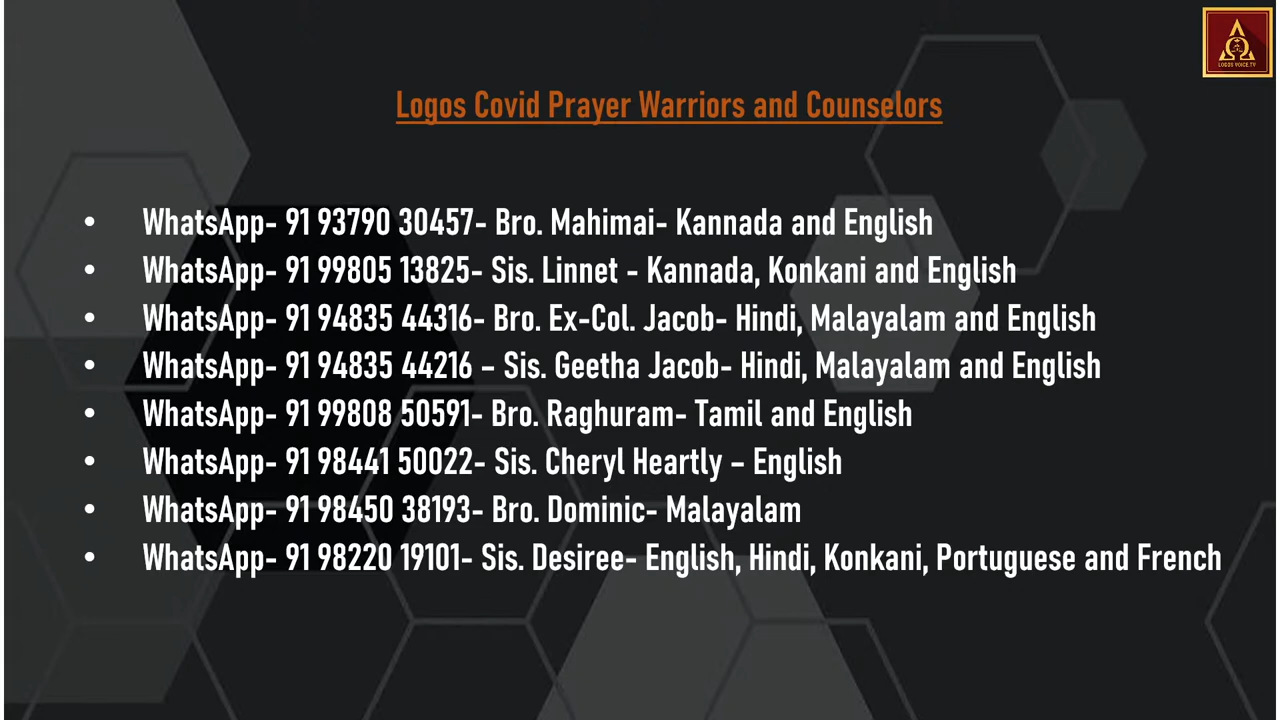 LOGOS VOICE.TV
Logos Covid Prayer Warriors and Counselors
• WhatsApp- 91 93790 30457- Bro. Mahimai- Kannada and English
• WhatsApp- 91 99805 13825- Sis. Linnet - Kannada, Konkani and English
• WhatsApp- 91 94835 44316- Bro. Ex-Col. Jacob- Hindi, Malayalam and English
• WhatsApp- 91 94835 44216 – Sis. Geetha Jacob- Hindi, Malayalam and English
• WhatsApp- 91 99808 50591- Bro. Raghuram- Tamil and English
• WhatsApp- 91 98441 50022- Sis. Cheryl Heartly – English
• WhatsApp- 91 98450 38193- Bro. Dominic- Malayalam
• WhatsApp- 91 98220 19101- Sis. Desiree- English, Hindi, Konkani, Portuguese and French